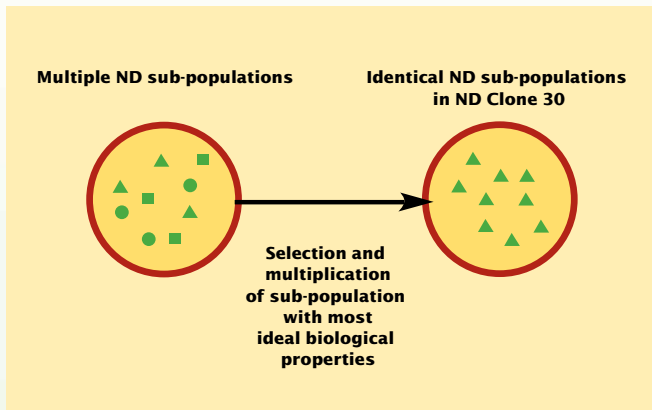 Multiple ND sub-populations
Identical ND sub-populations
in ND Clone 30
Selection and
multiplication
of sub-population
with most
ideal biological
properties